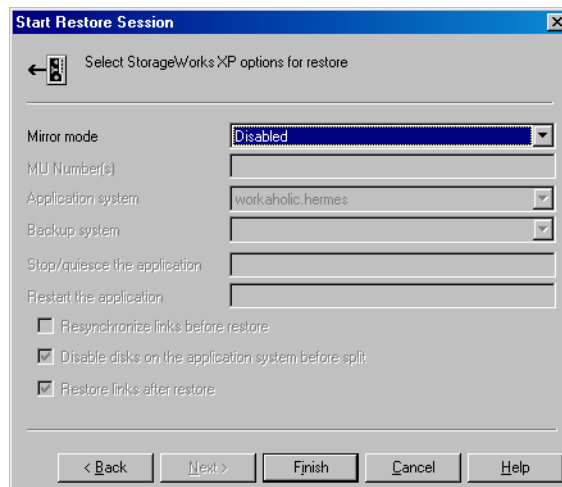 Start Restore Session
Select StorageWorks XP options for restore
Mirror mode
Disabled
MU Number(s)
Application system
workaholic.hermes
Backup system
Stop/quiesce the application
Restart the application
Resynchronize links before restore
Disable disks on the application system before split
Restore links after restore
< Back
Next >
Finish
Cancel
Help